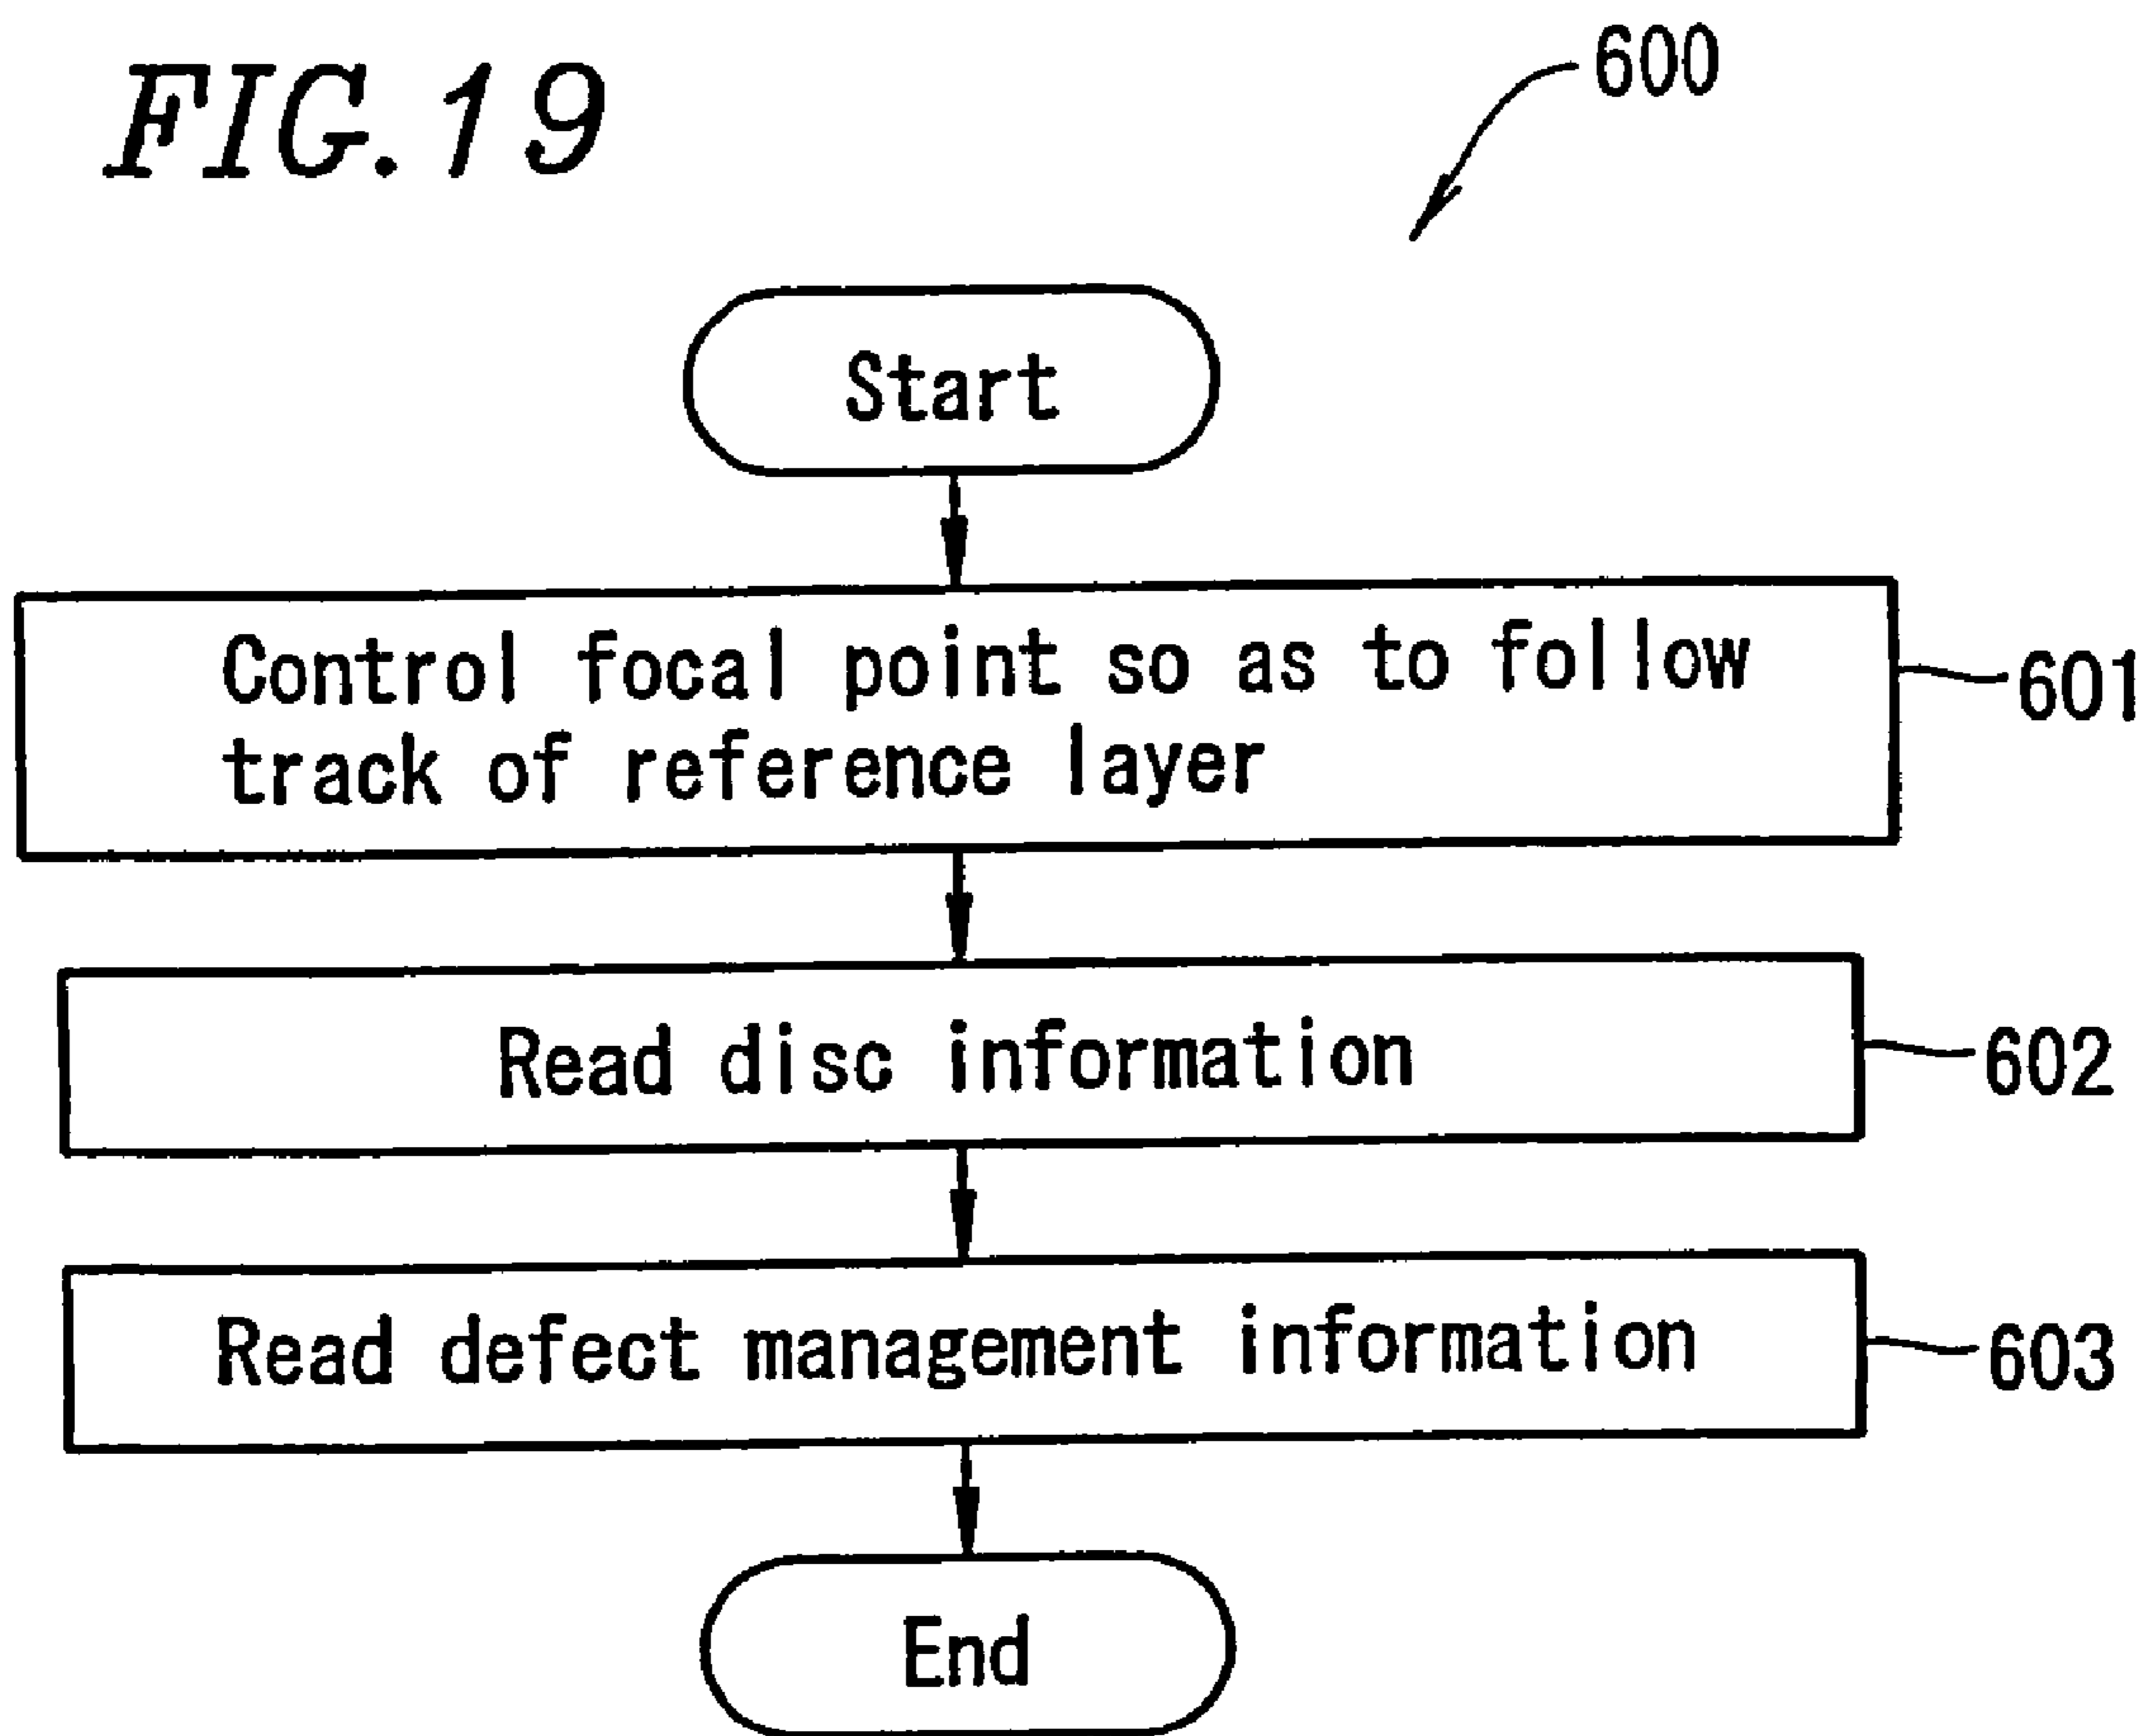 FIG. 19
600
Start
Control focal point so as to follow
track of reference layer
601
Read disc information
602
Read defect management information
603
End